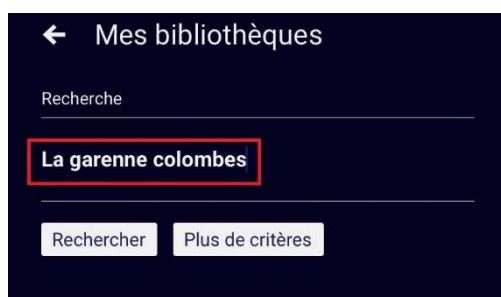 Mes bibliothèques
Recherche
La garenne colombes
Rechercher Plus de critères